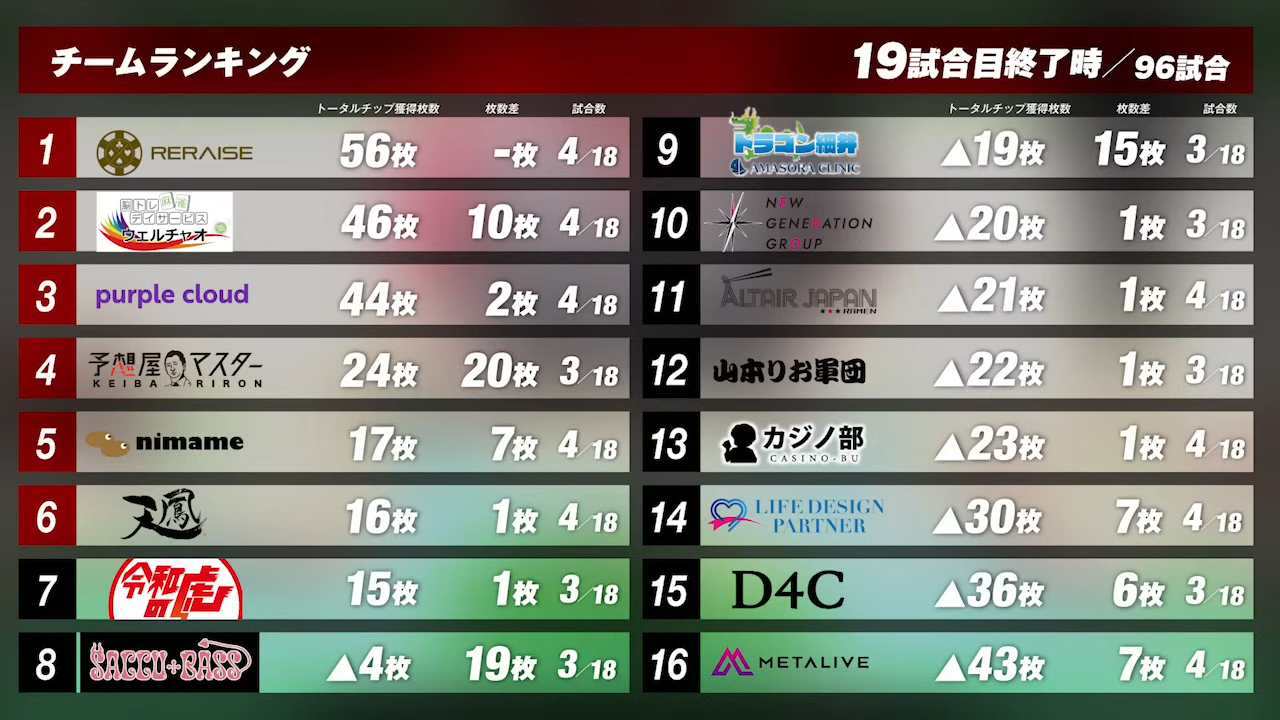 チームランキング
19試合目終了時/96試合
トータルチップ獲得枚数 枚数差 試合数
1 RERAISE 56枚 -枚 4/18
2 脳トレ麻雀 デイサービス ウェルチャオ 46枚 10枚 4/18
3 purple cloud 44枚 2枚 4/18
4 予想屋マスター KEIBA RIRON 24枚 20枚 3/18
5 nimame 17枚 7枚 4/18
6 天鳳 16枚 1枚 4/18
7 令和の虎 15枚 1枚 3/18
8 SALLU+BASS ▲4枚 19枚 3/18
トータルチップ獲得枚数 枚数差 試合数
9 ドラゴン細井 AMASORA CLINIC ▲19枚 15枚 3/18
10 NEW GENERATION GROUP ▲20枚 1枚 3/18
11 ALTAIR JAPAN ★★★RAMEN ▲21枚 1枚 4/18
12 山本りお軍団 ▲22枚 1枚 3/18
13 カジノ部 CASINO-BU ▲23枚 1枚 4/18
14 LIFE DESIGN PARTNER ▲30枚 7枚 4/18
15 D4C ▲36枚 6枚 3/18
16 METALIVE ▲43枚 7枚 4/18